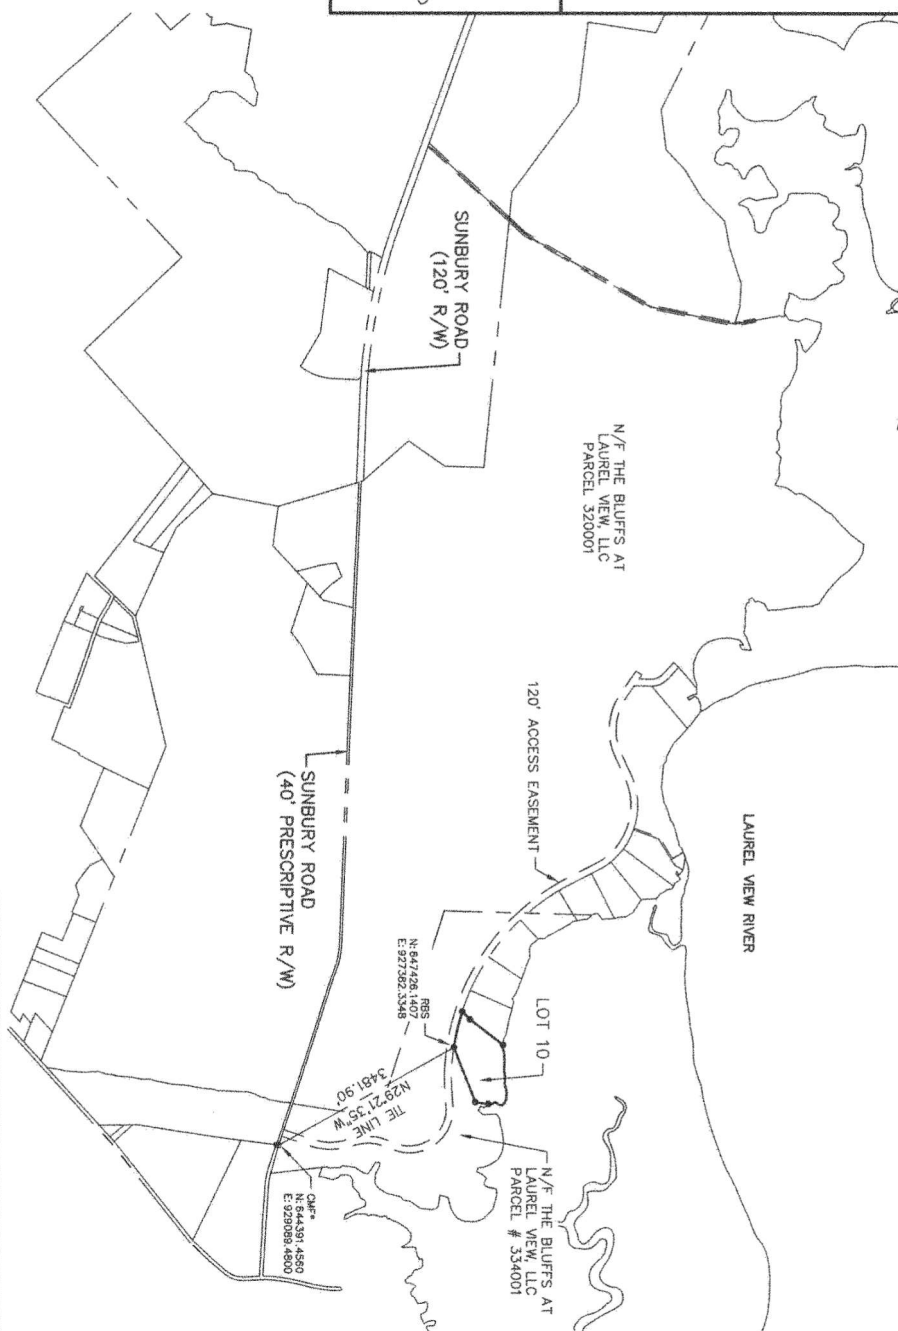 SUNBURY ROAD
(120' R/W)
N/F THE BLUFFS AT
LAUREL VIEW, LLC
PARCEL 320001
120' ACCESS EASEMENT
LAUREL VIEW RIVER
SUNBURY ROAD
(40' PRESCRIPTIVE R/W)
RBS
N: 647426.1407
E: 927382.3348
LOT 10
TIE LINE
N29°21'35"W
3481.90'
N/F THE BLUFFS AT
LAUREL VIEW, LLC
PARCEL # 334001
CMF"
N: 644391.4560
E: 929089.4800